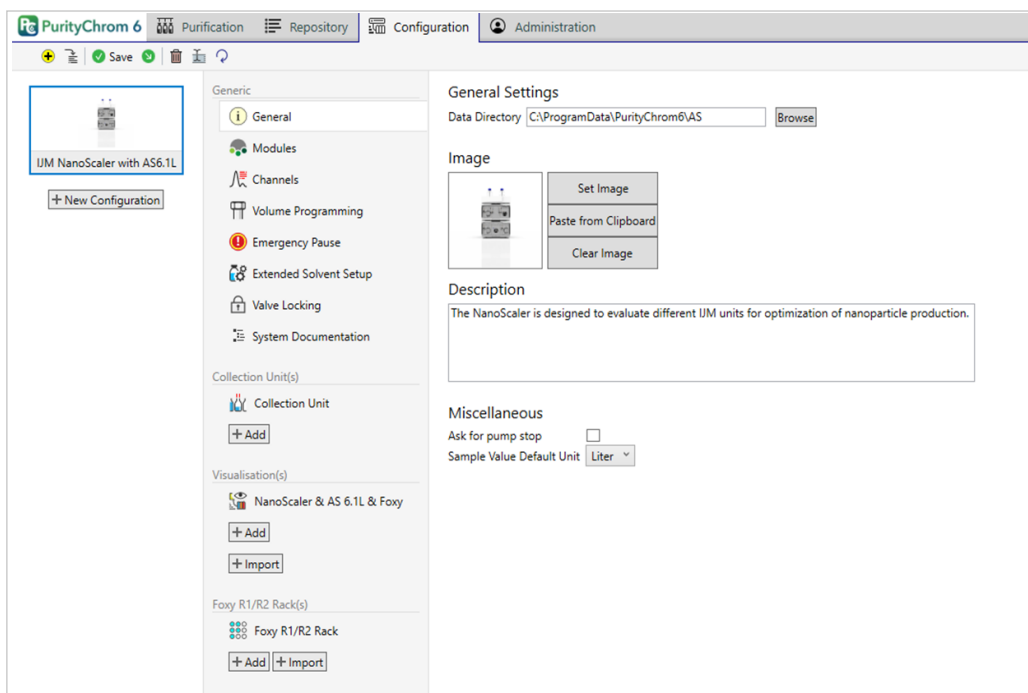 PurityChrom 6 Purification Repository Configuration Administration
Save
IJM NanoScaler with AS6.1L
+ New Configuration
Generic
General
Modules
Channels
Volume Programming
Emergency Pause
Extended Solvent Setup
Valve Locking
System Documentation
Collection Unit(s)
Collection Unit
+ Add
Visualisation(s)
NanoScaler & AS 6.1L & Foxy
+ Add
+ Import
Foxy R1/R2 Rack(s)
Foxy R1/R2 Rack
+ Add + Import
General Settings
Data Directory C:\ProgramData\PurityChrom6\AS Browse
Image
Set Image
Paste from Clipboard
Clear Image
Description
The NanoScaler is designed to evaluate different IJM units for optimization of nanoparticle production.
Miscellaneous
Ask for pump stop
Sample Value Default Unit Liter